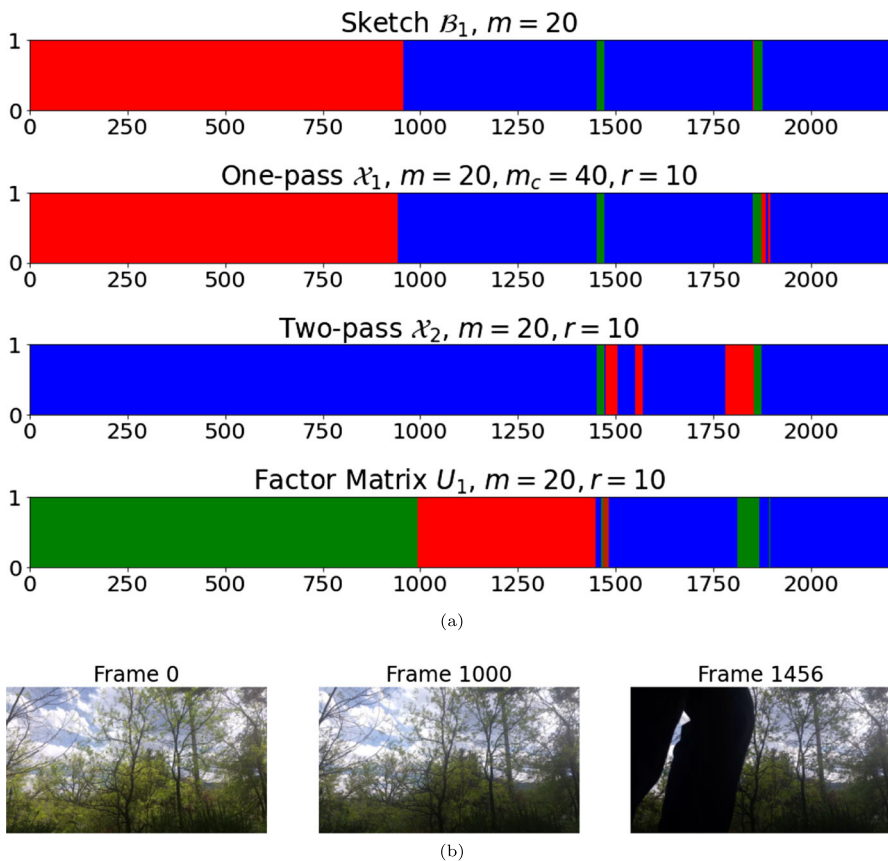 Sketch ℬ₁, m = 20
1
0
0 250 500 750 1000 1250 1500 1750 2000
One-pass 𝒳₁, m = 20, m_c = 40, r = 10
1
0
0 250 500 750 1000 1250 1500 1750 2000
Two-pass 𝒳₂, m = 20, r = 10
1
0
0 250 500 750 1000 1250 1500 1750 2000
Factor Matrix U₁, m = 20, r = 10
1
0
0 250 500 750 1000 1250 1500 1750 2000
(a)
Frame 0 Frame 1000 Frame 1456
(b)